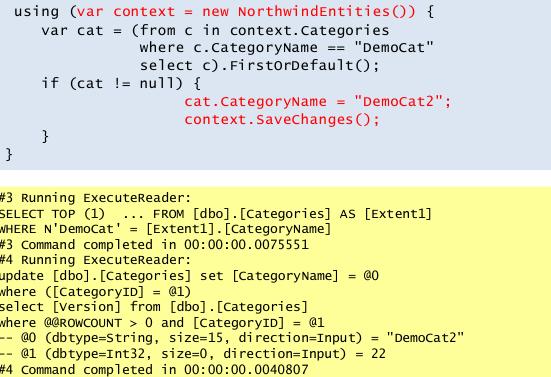 using (var context = new NorthwindEntities()) {
var cat = (from c in context.Categories
where c.CategoryName == "DemoCat"
select c).FirstOrDefault();
if (cat != null) {
cat.CategoryName = "DemoCat2";
context.SaveChanges();
}
}
#3 Running ExecuteReader:
SELECT TOP (1) ... FROM [dbo].[Categories] AS [Extent1]
WHERE N'DemoCat' = [Extent1].[CategoryName]
#3 Command completed in 00:00:00.0075551
#4 Running ExecuteReader:
update [dbo].[Categories] set [CategoryName] = @0
where ([CategoryID] = @1)
select [Version] from [dbo].[Categories]
where @@ROWCOUNT > 0 and [CategoryID] = @1
-- @0 (dbtype=String, size=15, direction=Input) = "DemoCat2"
-- @1 (dbtype=Int32, size=0, direction=Input) = 22
#4 Command completed in 00:00:00.0040807